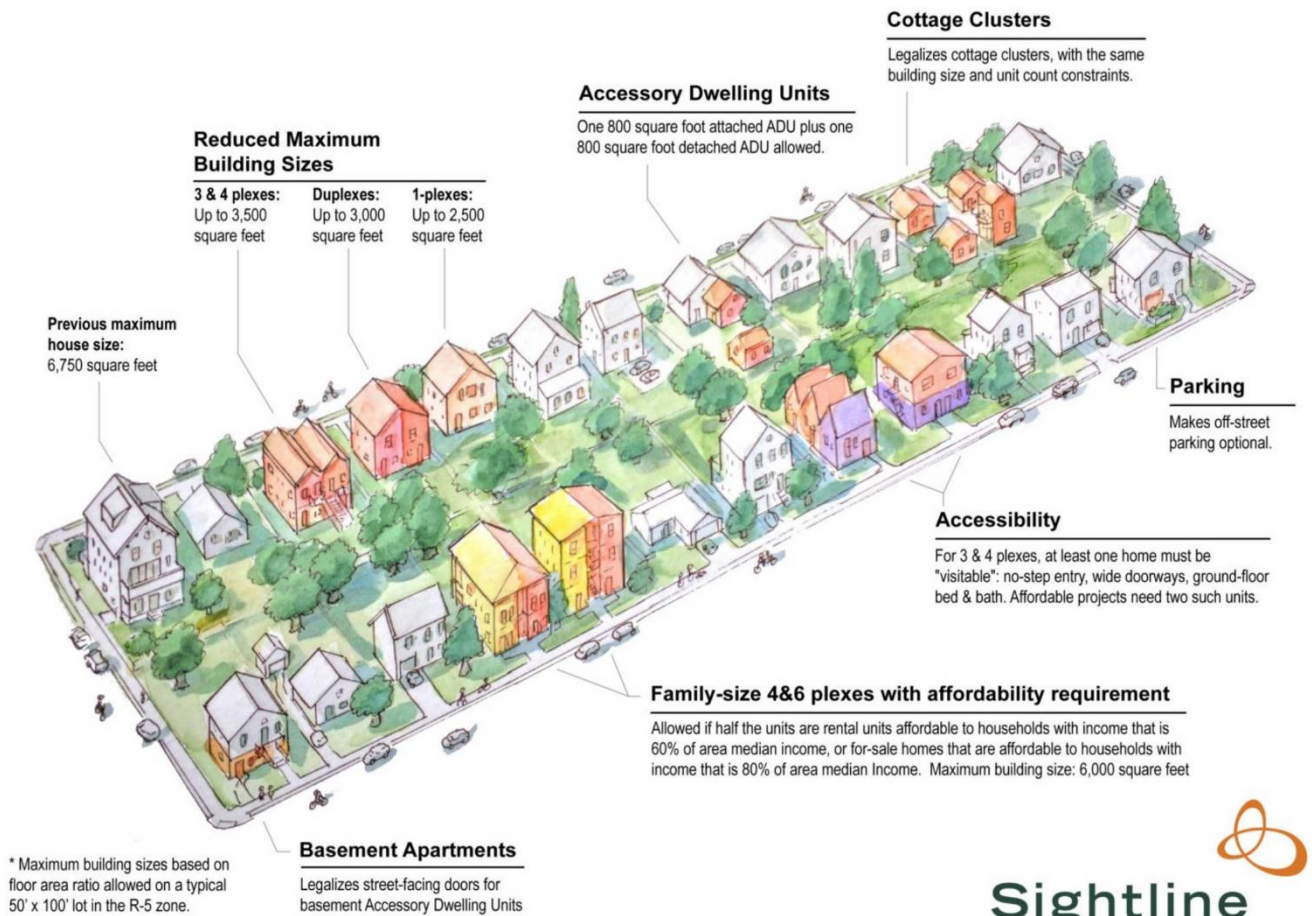 Cottage Clusters
Legalizes cottage clusters, with the same
building size and unit count constraints.
Accessory Dwelling Units
One 800 square foot attached ADU plus one
800 square foot detached ADU allowed.
Reduced Maximum
Building Sizes
3 & 4 plexes:
Up to 3,500
square feet
Duplexes:
Up to 3,000
square feet
1-plexes:
Up to 2,500
square feet
Previous maximum
house size:
6,750 square feet
Parking
Makes off-street
parking optional.
Accessibility
For 3 & 4 plexes, at least one home must be
"visitable": no-step entry, wide doorways, ground-floor
bed & bath. Affordable projects need two such units.
Family-size 4&6 plexes with affordability requirement
Allowed if half the units are rental units affordable to households with income that is
60% of area median income, or for-sale homes that are affordable to households with
income that is 80% of area median Income. Maximum building size: 6,000 square feet
Basement Apartments
Legalizes street-facing doors for
basement Accessory Dwelling Units
* Maximum building sizes based on
floor area ratio allowed on a typical
50' x 100' lot in the R-5 zone.
Sightline